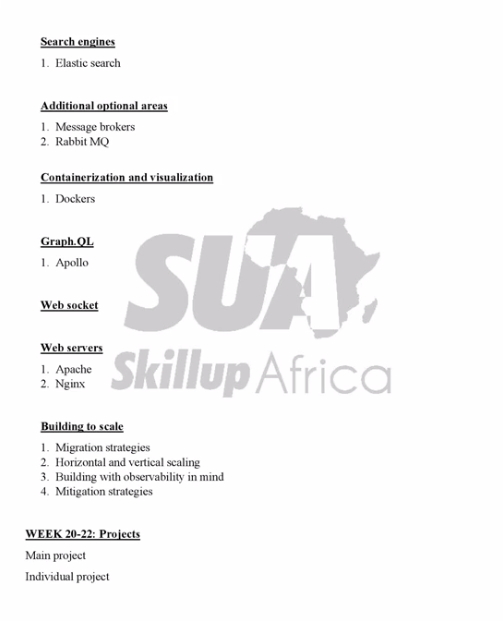 Search engines
1. Elastic search
Additional optional areas
1. Message brokers
2. Rabbit MQ
Containerization and visualization
1. Dockers
Graph.QL
1. Apollo
Web socket
Web servers
1. Apache
2. Nginx
SUA
Skillup Africa
Building to scale
1. Migration strategies
2. Horizontal and vertical scaling
3. Building with observability in mind
4. Mitigation strategies
WEEK 20-22: Projects
Main project
Individual project